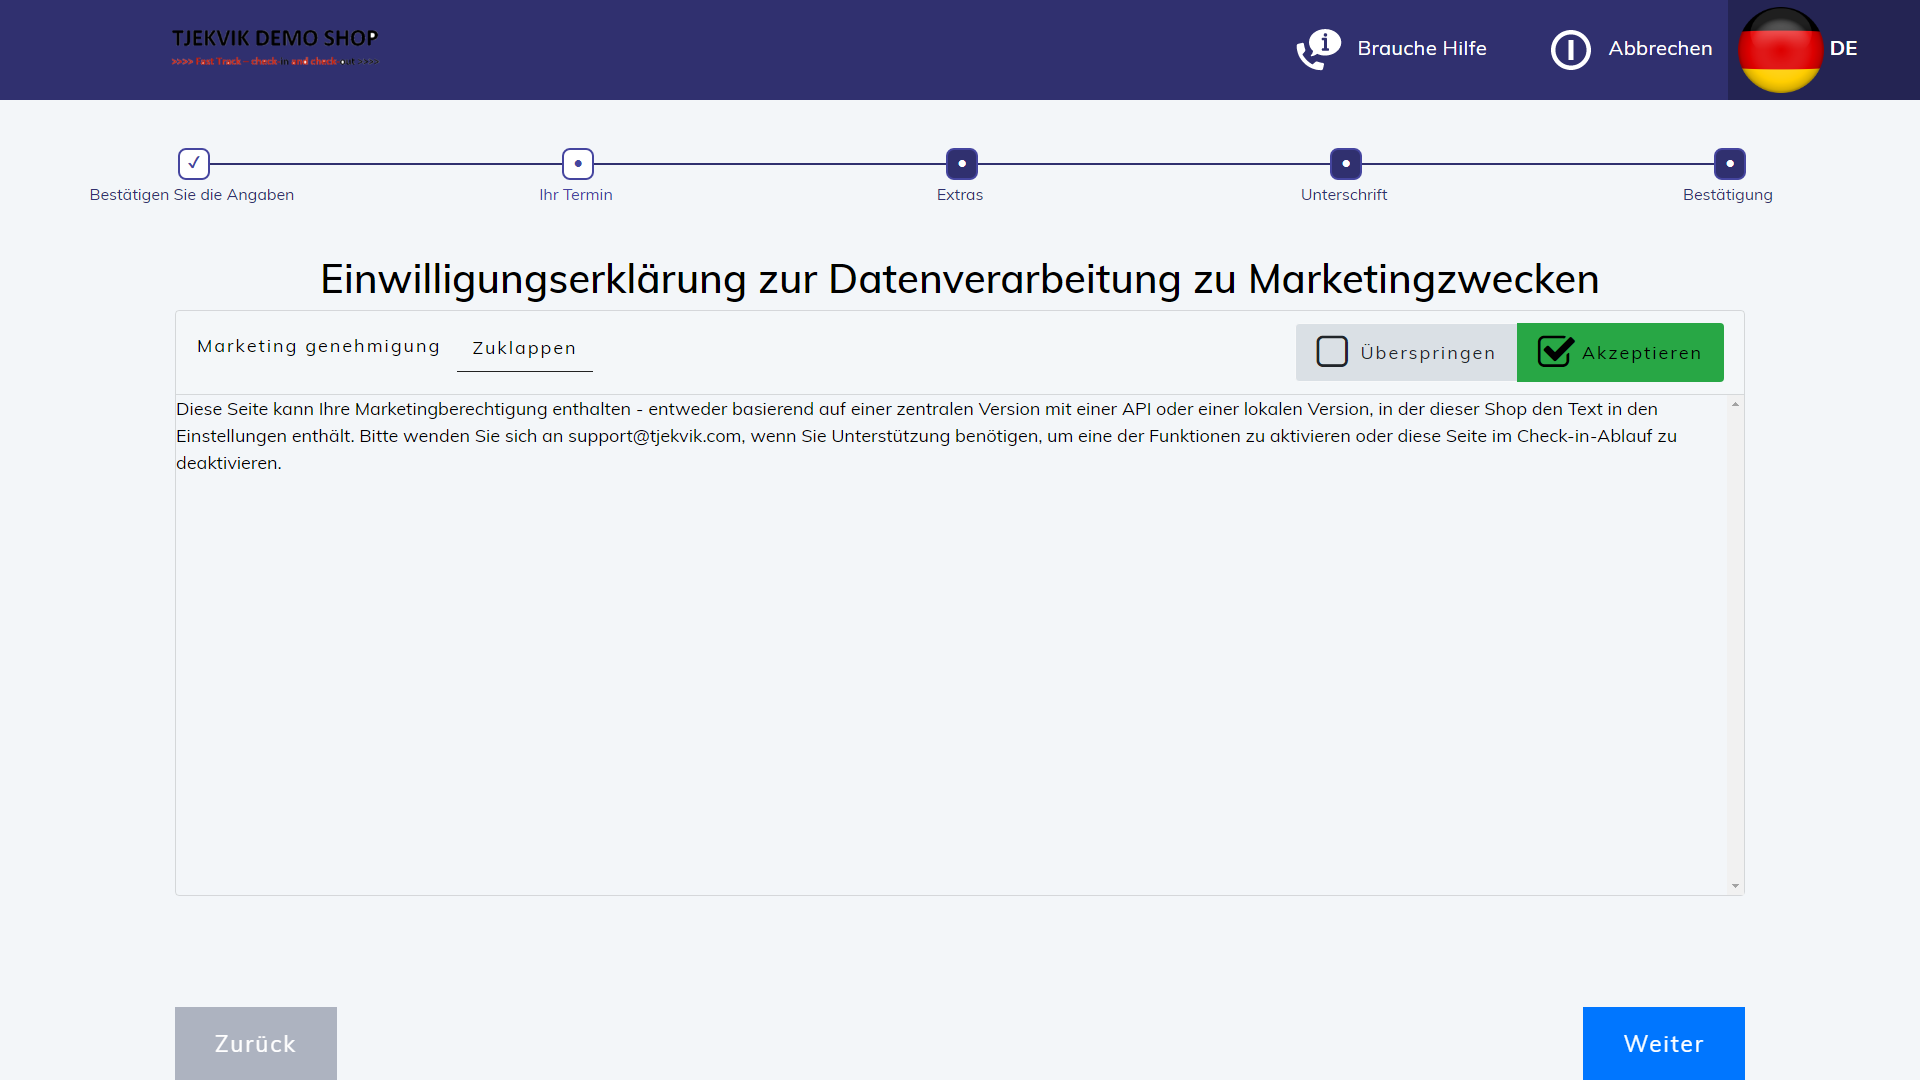 TJEKVIK DEMO SHOP
>>>> Fast Track - check in and check out >>>>
Brauche Hilfe
Abbrechen
DE
Bestätigen Sie die Angaben
Ihr Termin
Extras
Unterschrift
Bestätigung
Einwilligungserklärung zur Datenverarbeitung zu Marketingzwecken
Marketing genehmigung
Zuklappen
Überspringen
Akzeptieren
Diese Seite kann Ihre Marketingberechtigung enthalten - entweder basierend auf einer zentralen Version mit einer API oder einer lokalen Version, in der dieser Shop den Text in den
Einstellungen enthält. Bitte wenden Sie sich an support@tjekvik.com, wenn Sie Unterstützung benötigen, um eine der Funktionen zu aktivieren oder diese Seite im Check-in-Ablauf zu
deaktivieren.
Zurück
Weiter